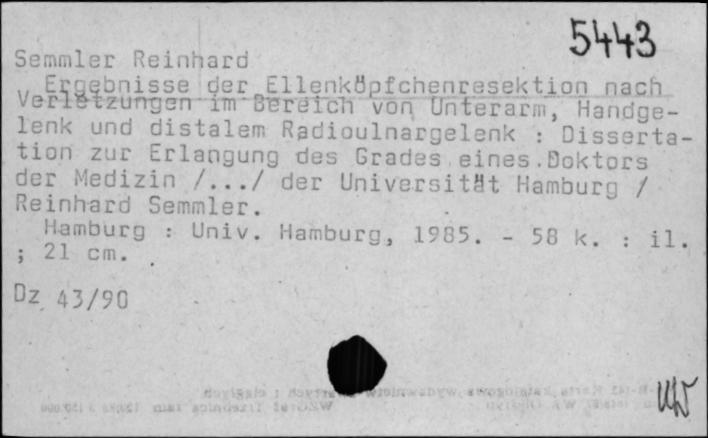 5443
Semmler Reinhard
Ergebnisse der Ellenköpfchenresektion nach
Verletzungen im Bereich von Unterarm, Handge-
lenk und distalem Radioulnargelenk : Disserta-
tion zur Erlangung des Grades eines Doktors
der Medizin /.../ der Universität Hamburg /
Reinhard Semmler.
Hamburg : Univ. Hamburg, 1985. - 58 k. : il.
; 21 cm.
Dz 43/90